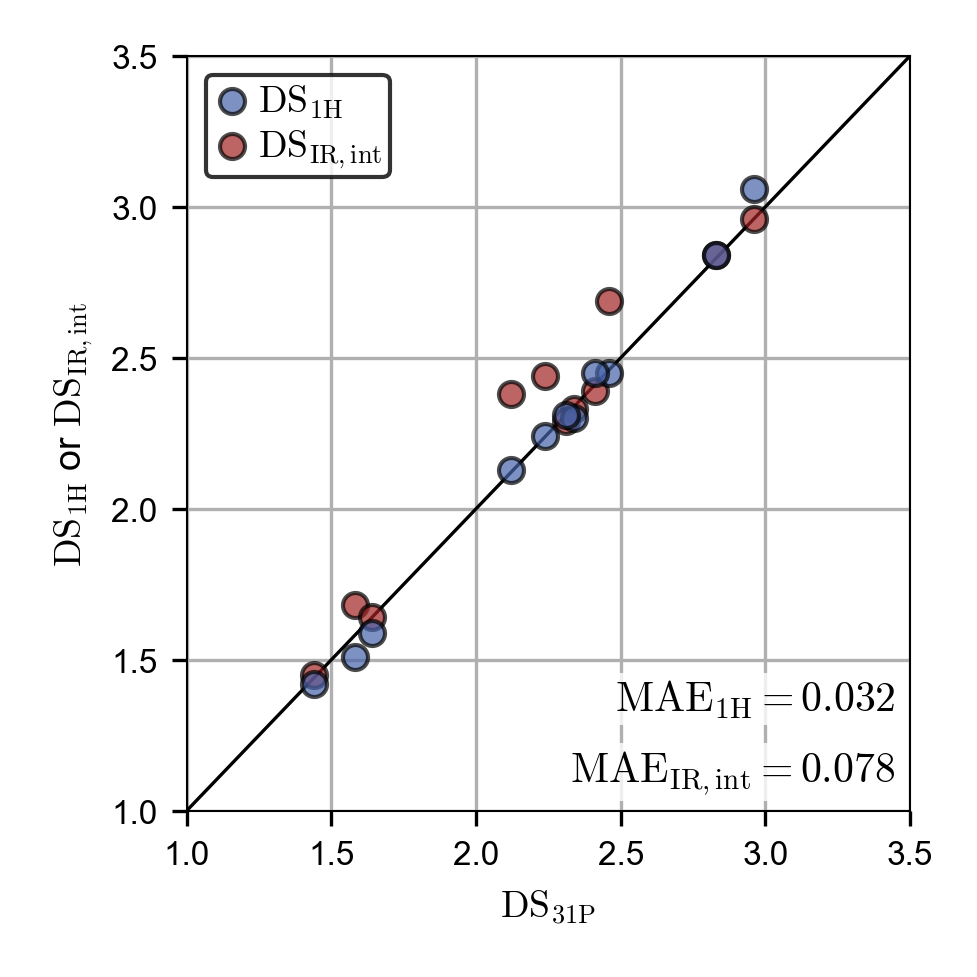 3.5
DS1H
DSIR, int
3.0
2.5
DS1H or DSIR, int
2.0
1.5
MAE1H = 0.032
MAEIR, int = 0.078
1.0
1.0 1.5 2.0 2.5 3.0 3.5
DS31P